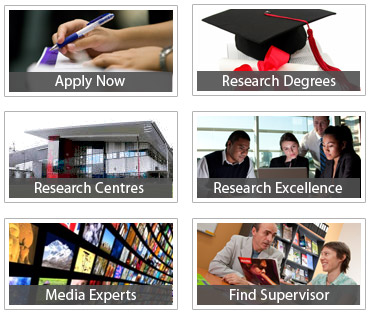 Apply Now
Research Degrees
Research Centres
Research Excellence
Media Experts
Find Supervisor